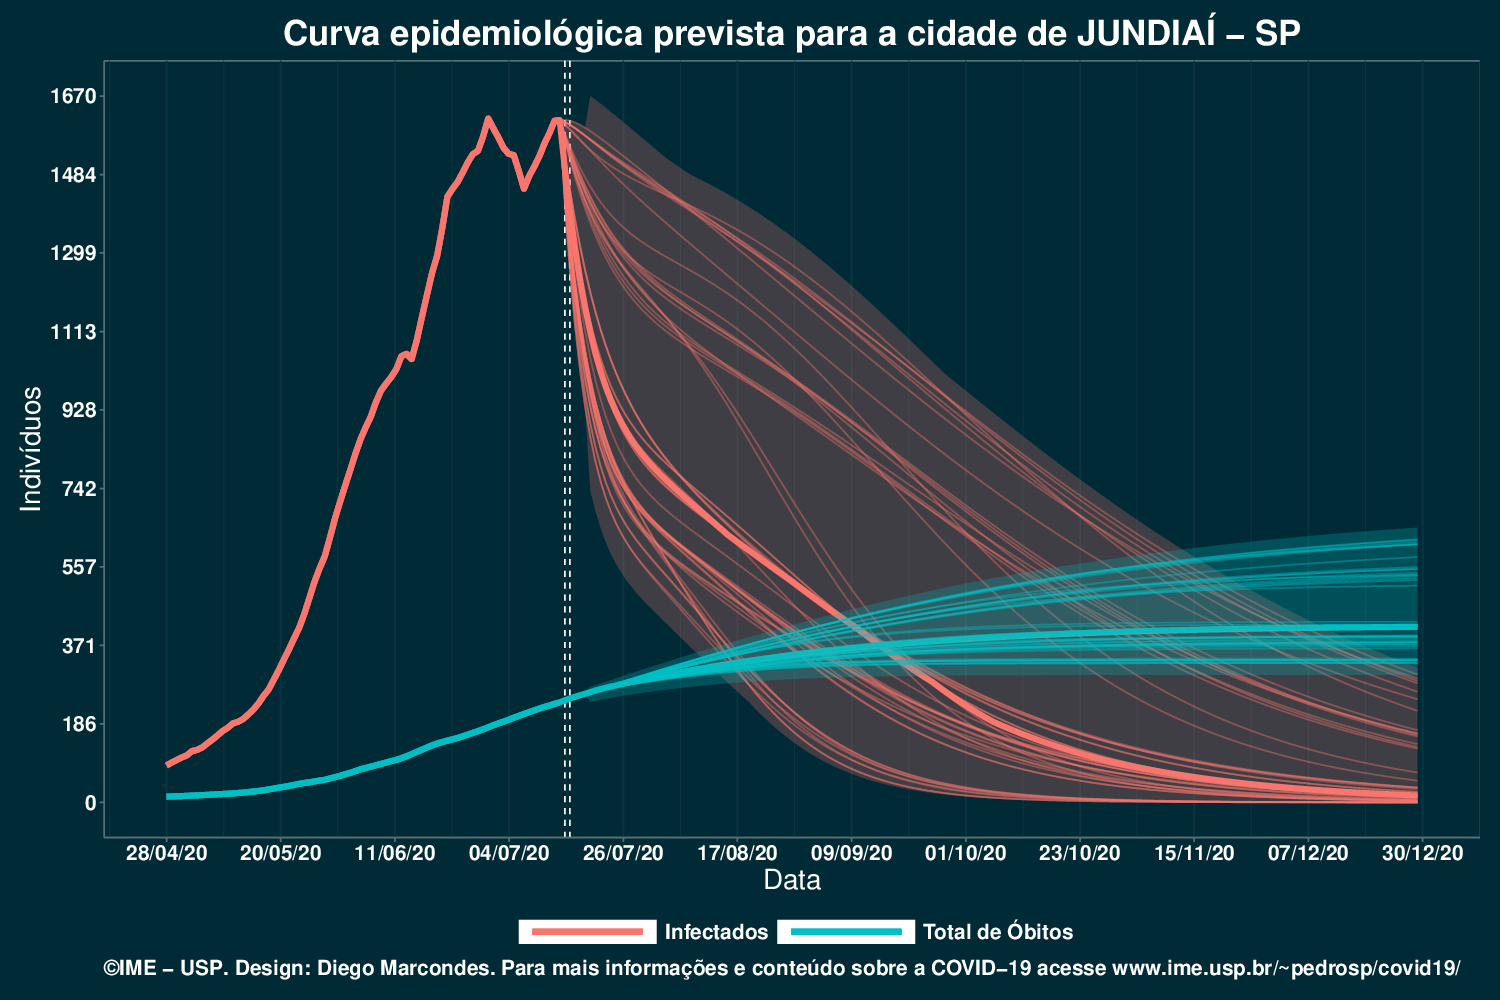 Curva epidemiológica prevista para a cidade de JUNDIAÍ – SP
Indivíduos
1670
1484
1299
1113
928
742
557
371
186
0
28/04/20 20/05/20 11/06/20 04/07/20 26/07/20 17/08/20 09/09/20 01/10/20 23/10/20 15/11/20 07/12/20 30/12/20
Data
Infectados Total de Óbitos
©IME – USP. Design: Diego Marcondes. Para mais informações e conteúdo sobre a COVID–19 acesse www.ime.usp.br/~pedrosp/covid19/